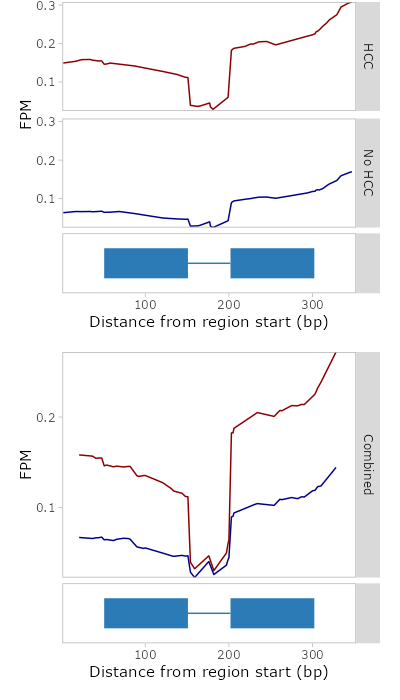 0.3
0.2
0.1
HCC
FPM
0.3
0.2
0.1
No HCC
100 200 300
Distance from region start (bp)
0.2
0.1
FPM
Combined
100 200 300
Distance from region start (bp)